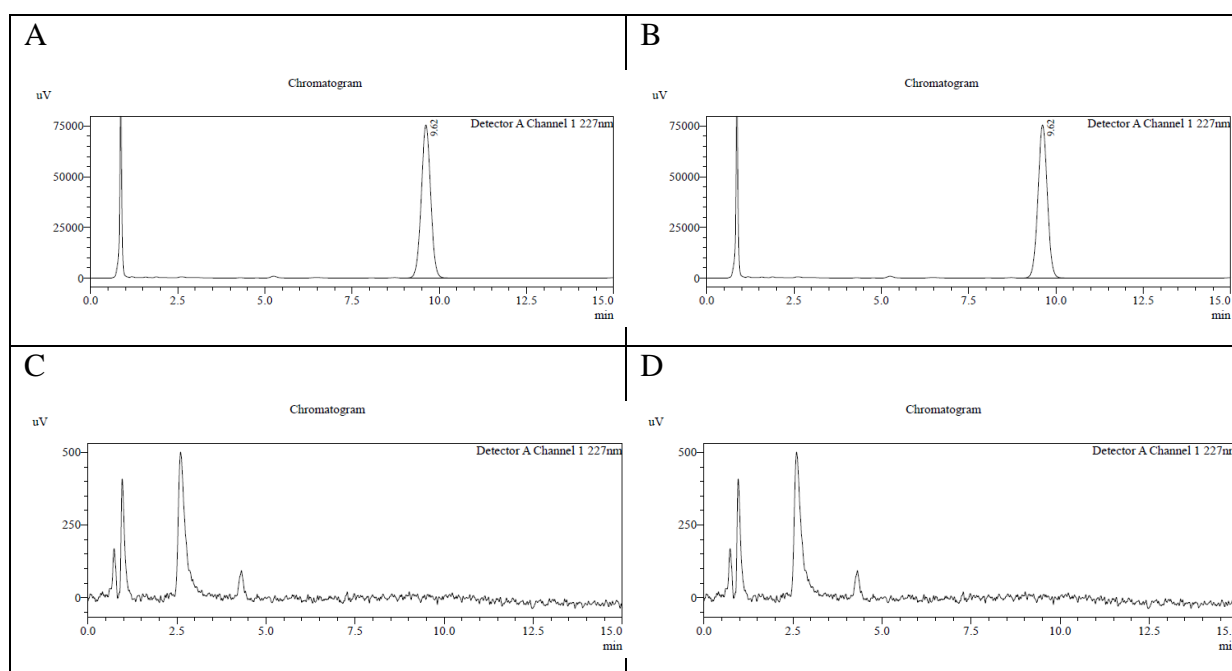 A
Chromatogram
uV
Detector A Channel 1 227nm
9.62
75000
50000
25000
0
0.0 2.5 5.0 7.5 10.0 12.5 15.0
min
B
Chromatogram
uV
Detector A Channel 1 227nm
9.62
75000
50000
25000
0
0.0 2.5 5.0 7.5 10.0 12.5 15.0
min
C
Chromatogram
uV
Detector A Channel 1 227nm
500
250
0
0.0 2.5 5.0 7.5 10.0 12.5 15.0
min
D
Chromatogram
uV
Detector A Channel 1 227n
500
250
0
0.0 2.5 5.0 7.5 10.0 12.5 15.
min